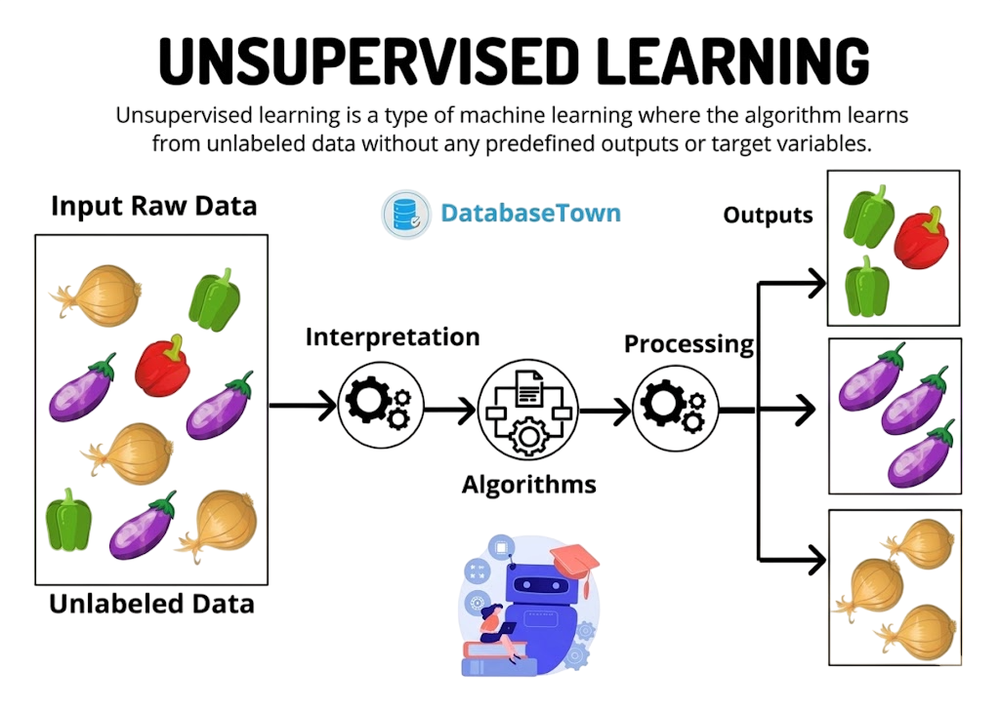 UNSUPERVISED LEARNING
Unsupervised learning is a type of machine learning where the algorithm learns
from unlabeled data without any predefined outputs or target variables.
Input Raw Data
DatabaseTown
Outputs
Interpretation
Processing
Algorithms
Unlabeled Data